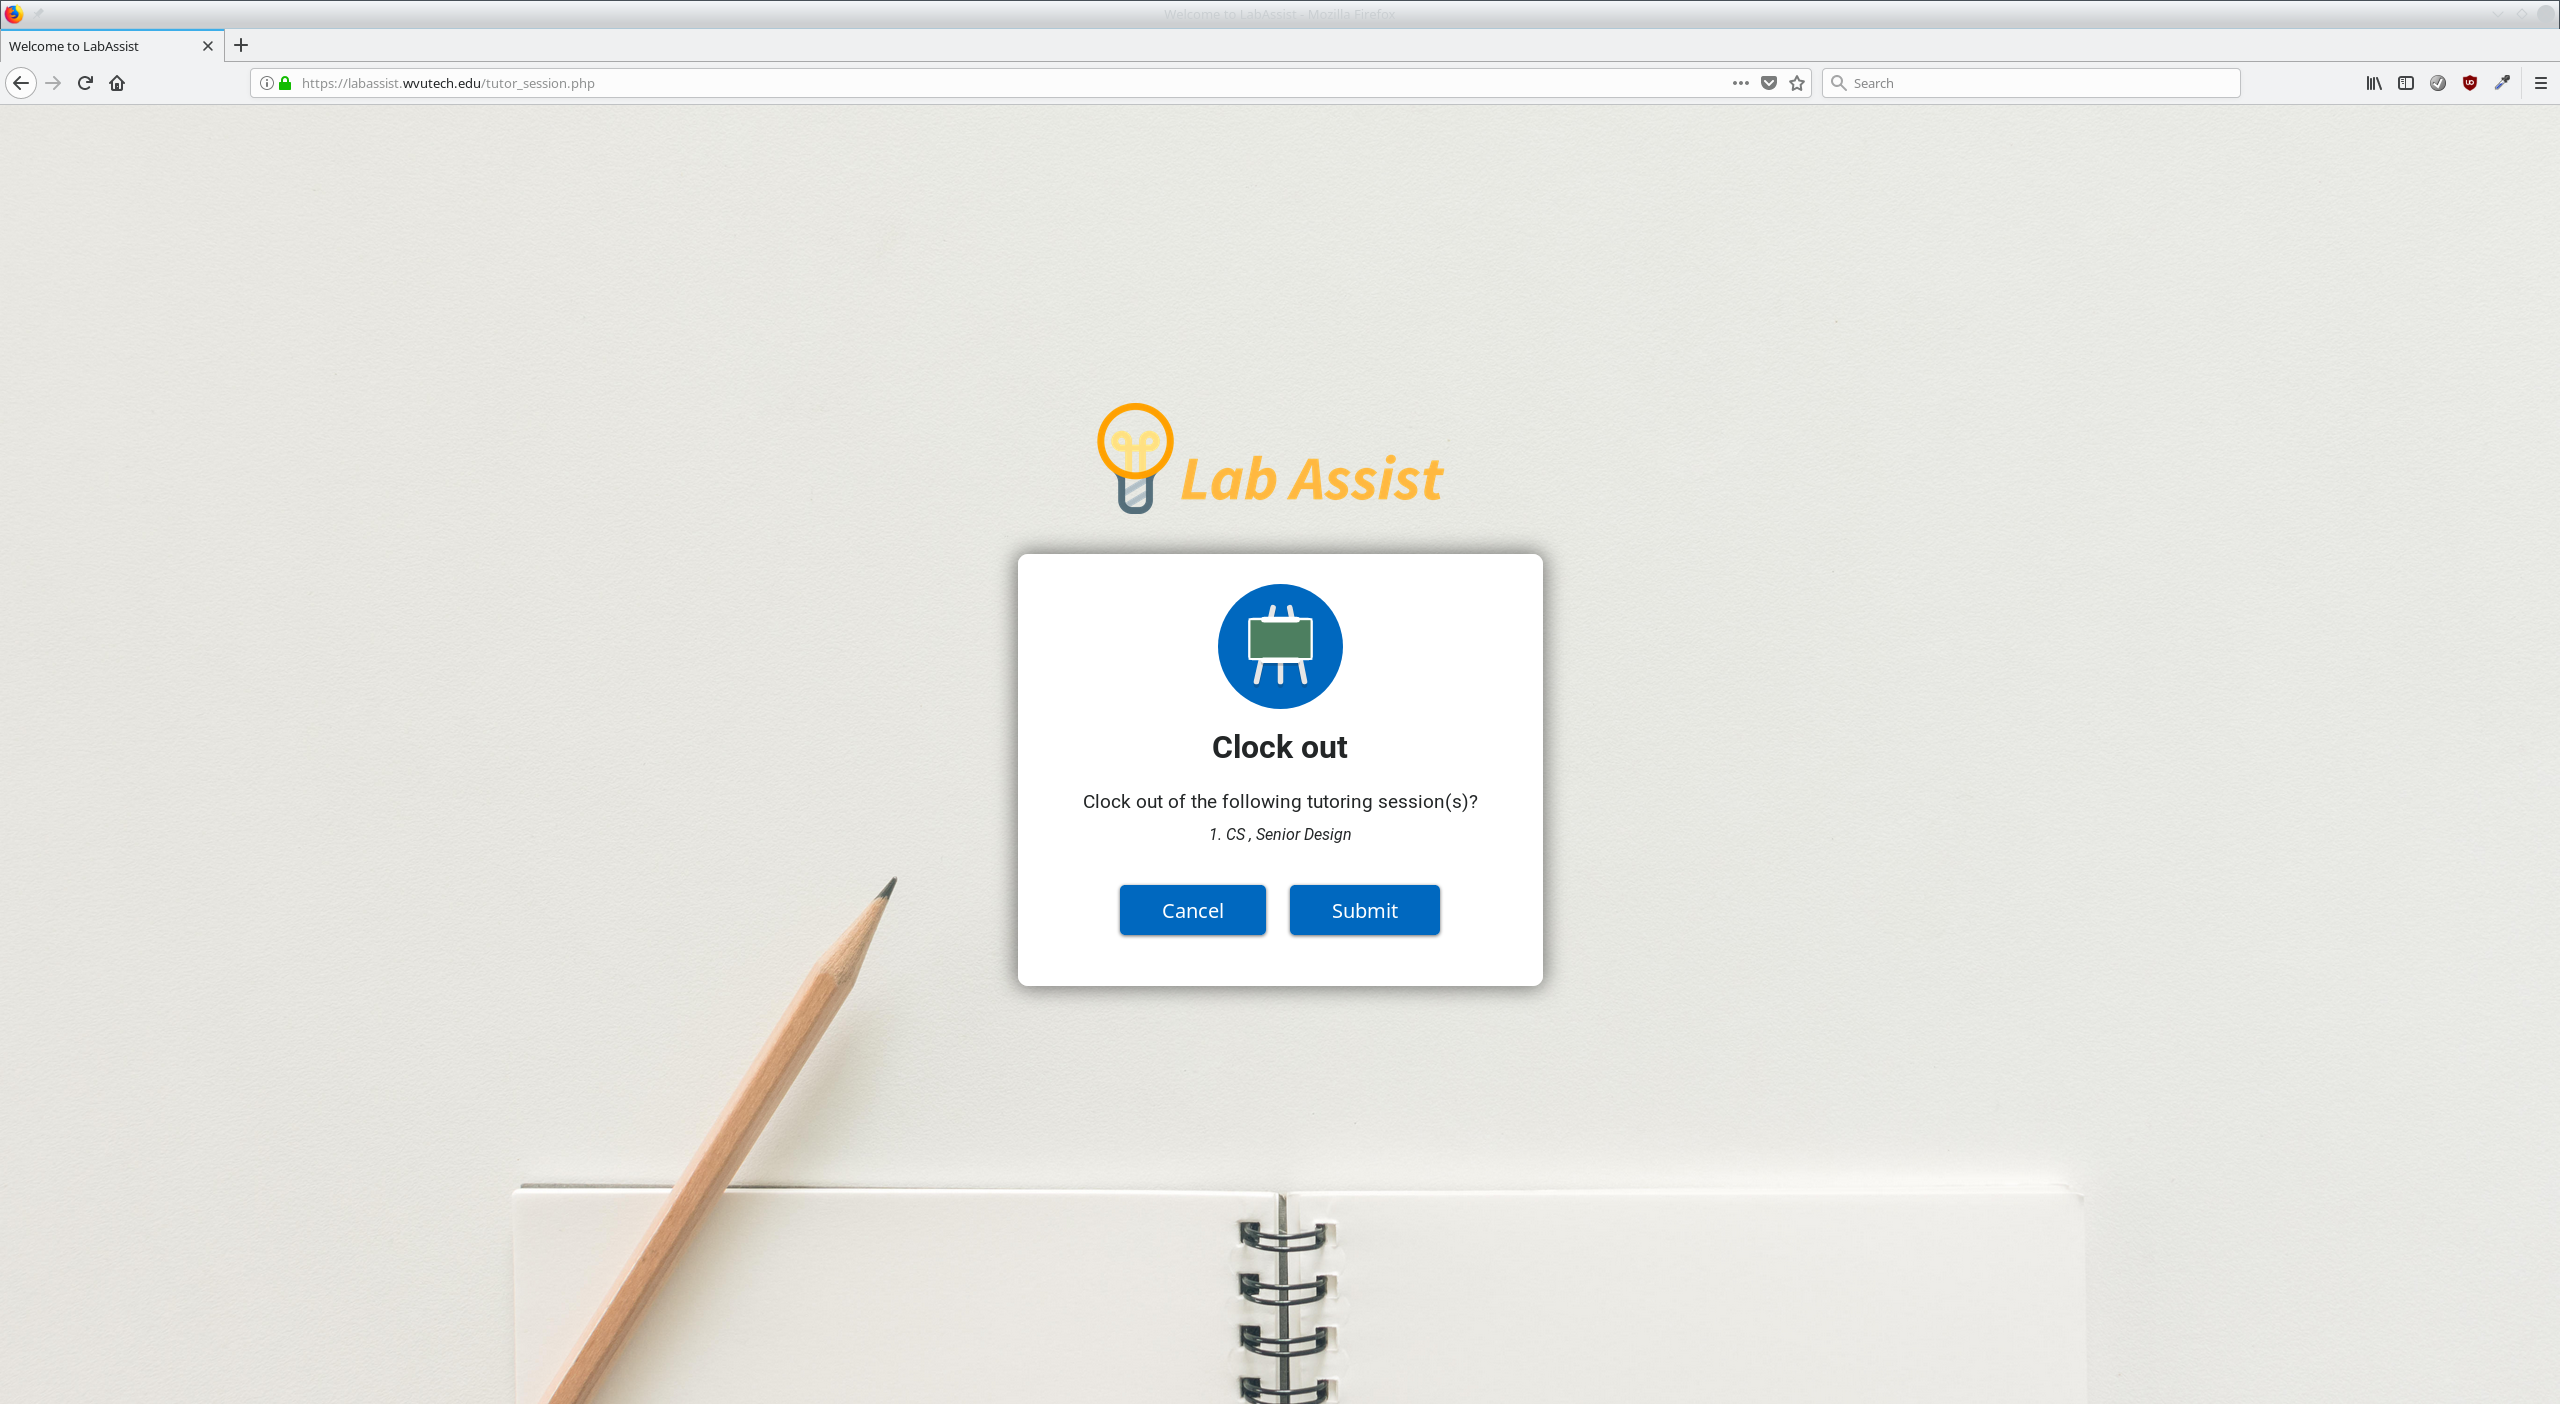 Welcome to LabAssist - Mozilla Firefox
Welcome to LabAssist
https://labassist.wvutech.edu/tutor_session.php
Search
Lab Assist
Clock out
Clock out of the following tutoring session(s)?
1. CS , Senior Design
Cancel Submit